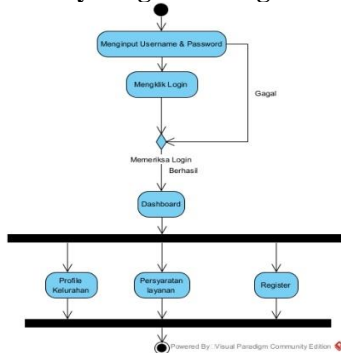 Menginput Username & Password
Mengklik Login
Gagal
Memeriksa Login
Berhasil
Dashboard
Profile
Kelurahan
Persyaratan
layanan
Register
Powered By: Visual Paradigm Community Edition